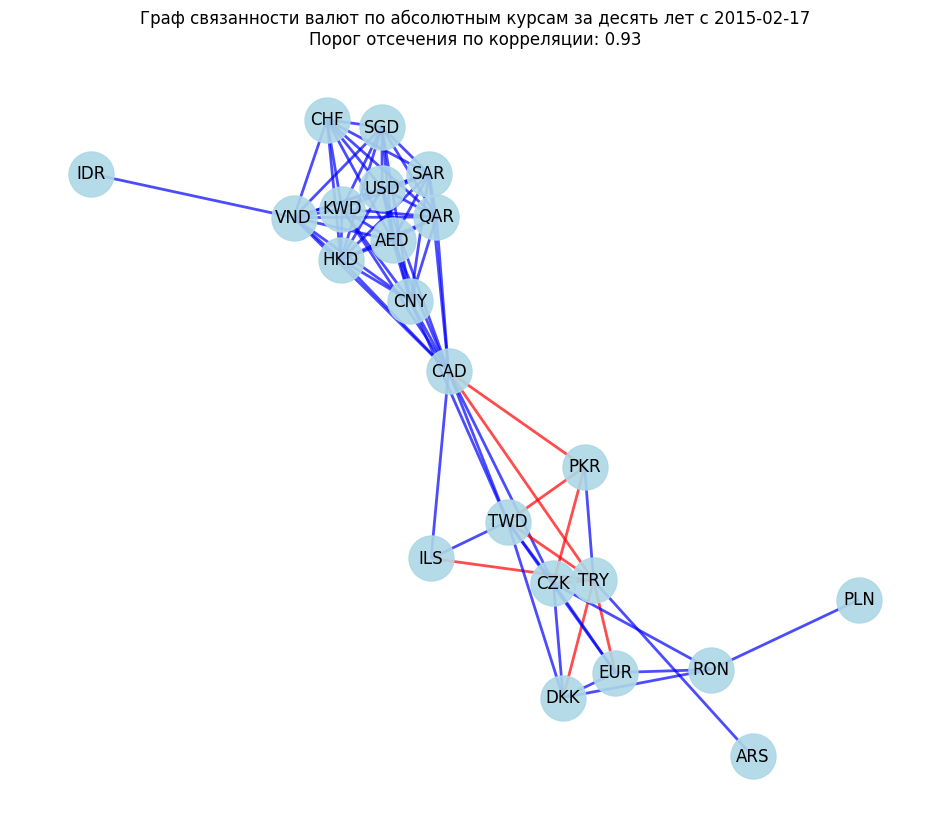 Граф связанности валют по абсолютным курсам за десять лет с 2015-02-17
Порог отсечения по корреляции: 0.93
CHF
SGD
IDR
SAR
USD
KWD
VND
QAR
AED
HKD
CNY
CAD
PKR
TWD
ILS
CZK
TRY
PLN
EUR
RON
DKK
ARS